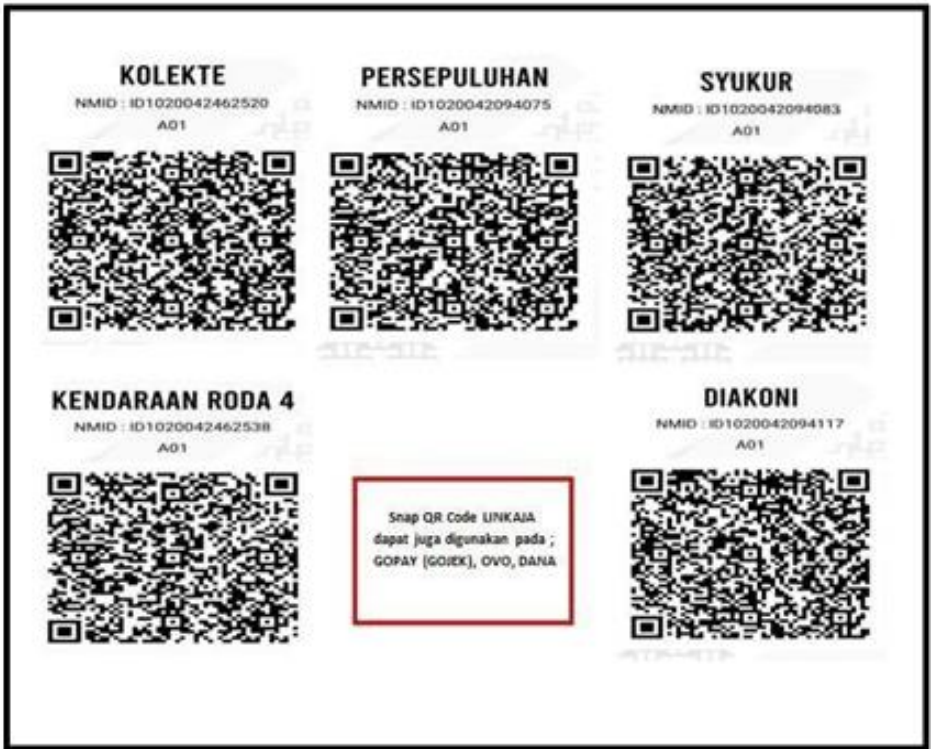 KOLEKTE
NMID : ID1020042462520
A01
PERSEPULUHAN
NMID : ID1020042094075
A01
SYUKUR
NMID : ID1020042094083
A01
KENDARAAN RODA 4
NMID : ID1020042462538
A01
Snap QR Code LINKAJA
dapat juga digunakan pada ;
GOPAY (GOJEK), OVO, DANA
DIAKONI
NMID : ID1020042094117
A01